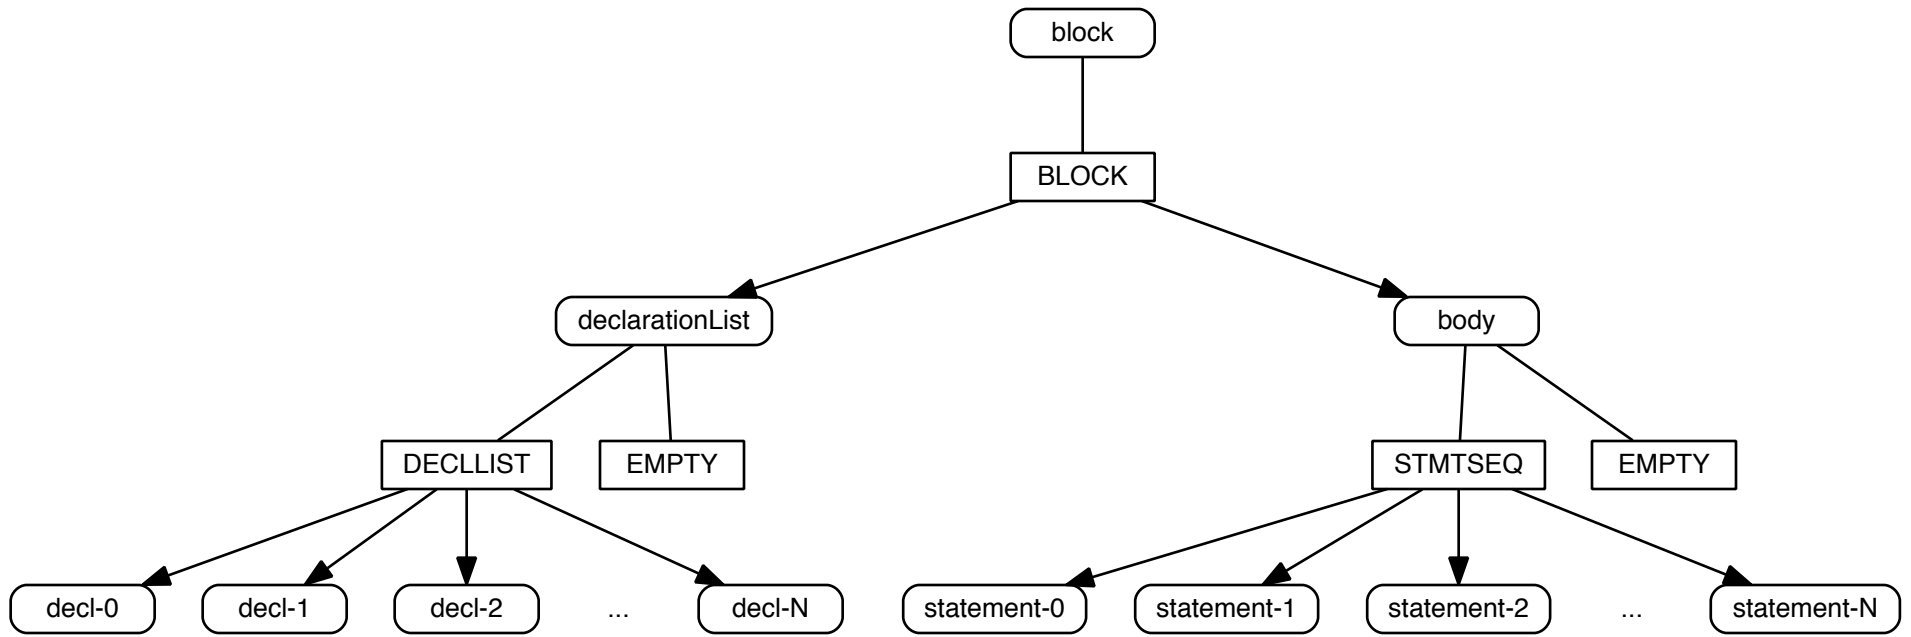 block
BLOCK
declarationList
body
DECLLIST
EMPTY
STMTSEQ
EMPTY
decl-0
decl-1
decl-2
...
decl-N
statement-0
statement-1
statement-2
...
statement-N